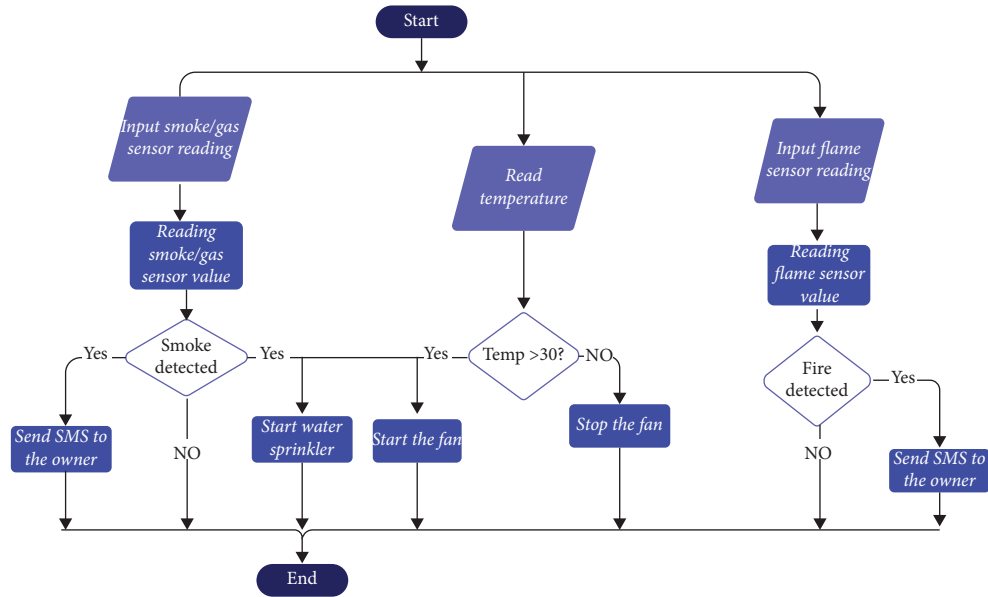 Start
Input smoke/gas
sensor reading
Read
temperature
Input flame
sensor reading
Reading
smoke/gas
sensor value
Reading
flame sensor
value
Smoke
detected
Yes
Yes
NO
Temp >30?
Yes
NO
Fire
detected
Yes
NO
Send SMS to
the owner
Start water
sprinkler
Start the fan
Stop the fan
Send SMS to
the owner
End